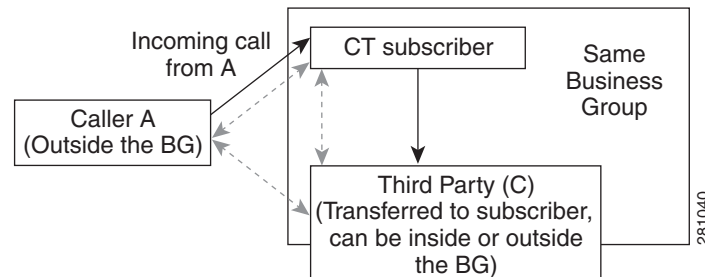 Incoming call
from A
CT subscriber
Same
Business
Group
Caller A
(Outside the BG)
Third Party (C)
(Transferred to subscriber,
can be inside or outside
the BG)
281040